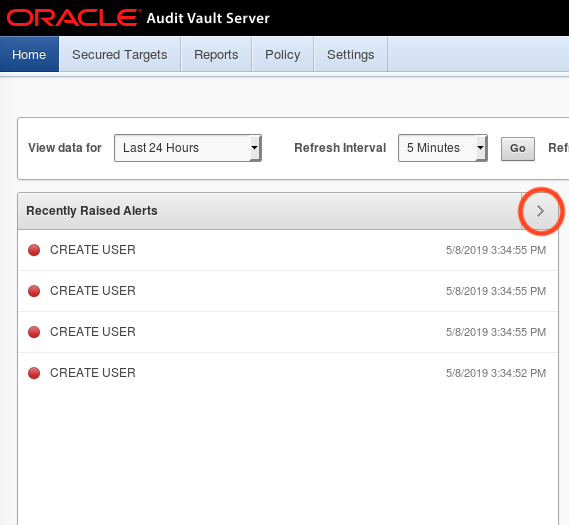 ORACLE® Audit Vault Server
Home Secured Targets Reports Policy Settings
View data for Last 24 Hours Refresh Interval 5 Minutes Go Ref
Recently Raised Alerts
CREATE USER 5/8/2019 3:34:55 PM
CREATE USER 5/8/2019 3:34:55 PM
CREATE USER 5/8/2019 3:34:55 PM
CREATE USER 5/8/2019 3:34:52 PM